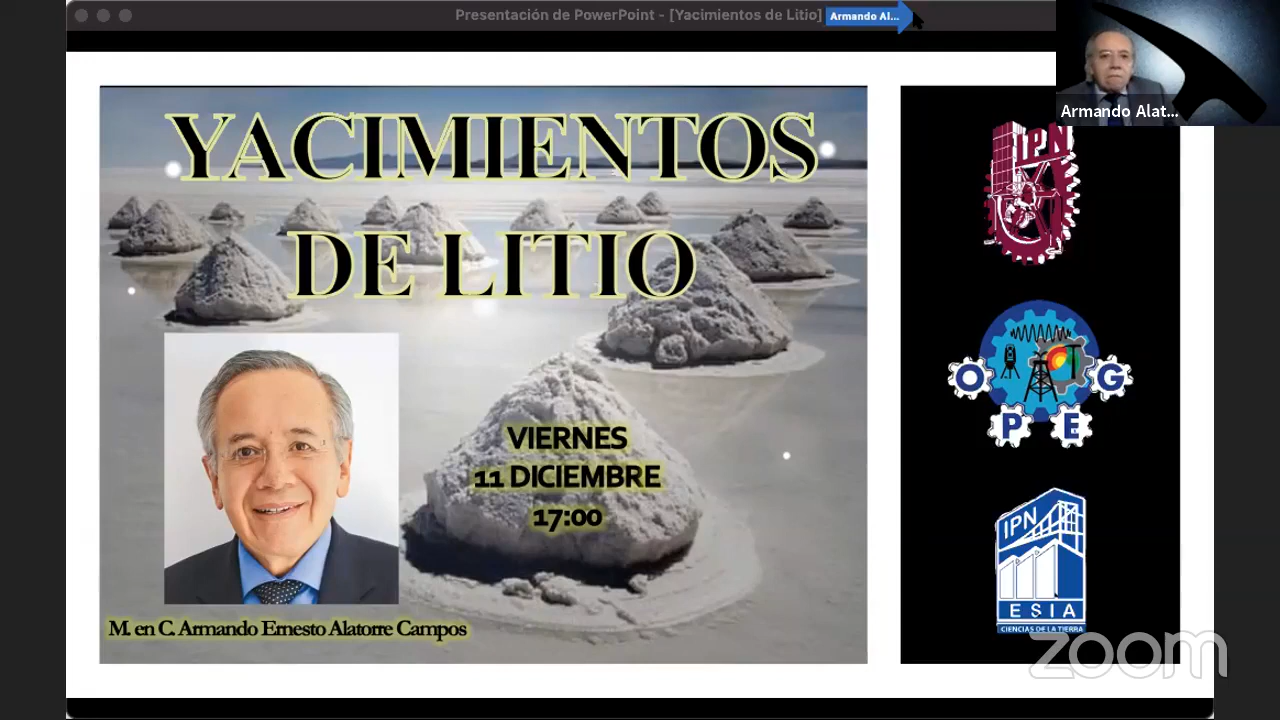 Presentación de PowerPoint - [Yacimientos de Litio]
Armando Al...
Armando Alat...
YACIMIENTOS
DE LITIO
VIERNES
11 DICIEMBRE
17:00
M. en C. Armando Ernesto Alatorre Campos
IPN
O
G
P
E
IPN
ESIA
CIENCIAS DE LA TIERRA
zoom